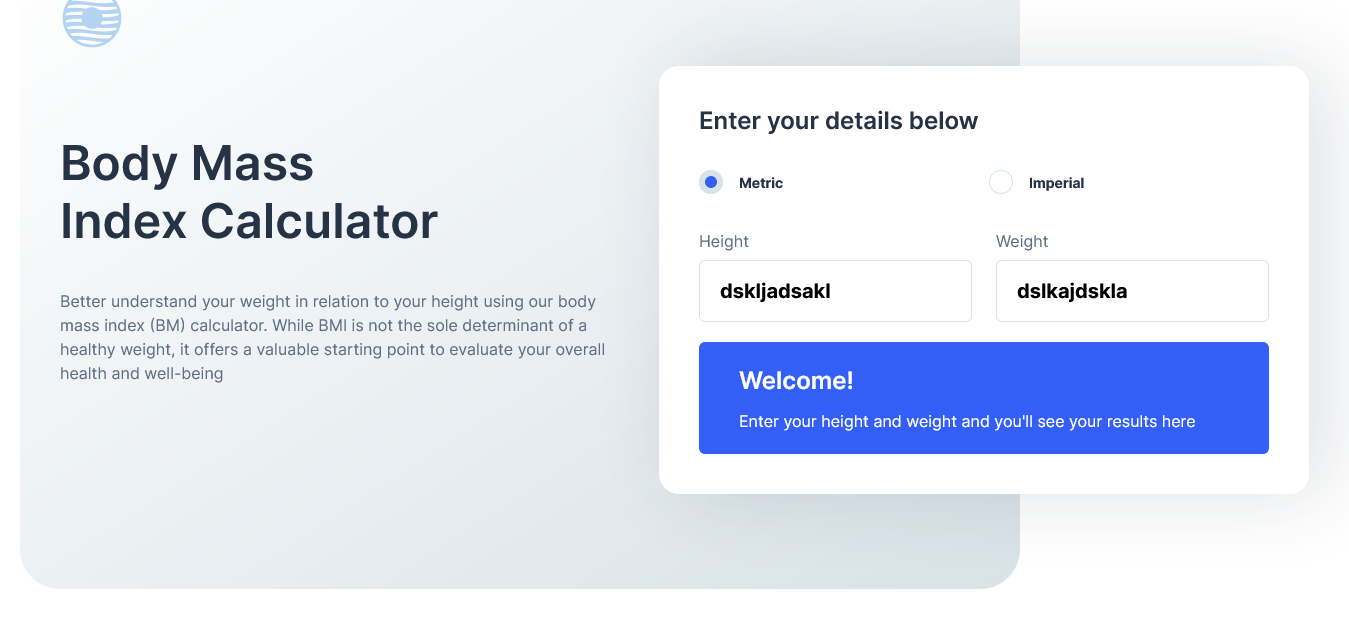 Body Mass
Index Calculator
Better understand your weight in relation to your height using our body
mass index (BM) calculator. While BMI is not the sole determinant of a
healthy weight, it offers a valuable starting point to evaluate your overall
health and well-being
Enter your details below
Metric
Imperial
Height
Weight
dskljadsakl
dslkajdskla
Welcome!
Enter your height and weight and you'll see your results here